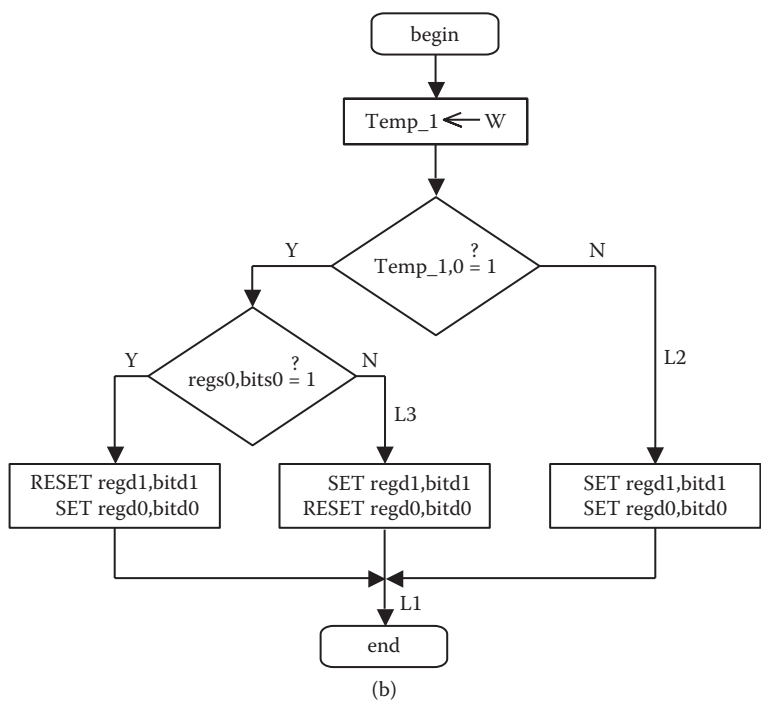 begin
Temp_1 ← W
?
Temp_1,0 = 1
Y
N
?
regs0,bits0 = 1
Y
N
L2
L3
RESET regd1,bitd1
SET regd0,bitd0
SET regd1,bitd1
RESET regd0,bitd0
SET regd1,bitd1
SET regd0,bitd0
L1
end
(b)